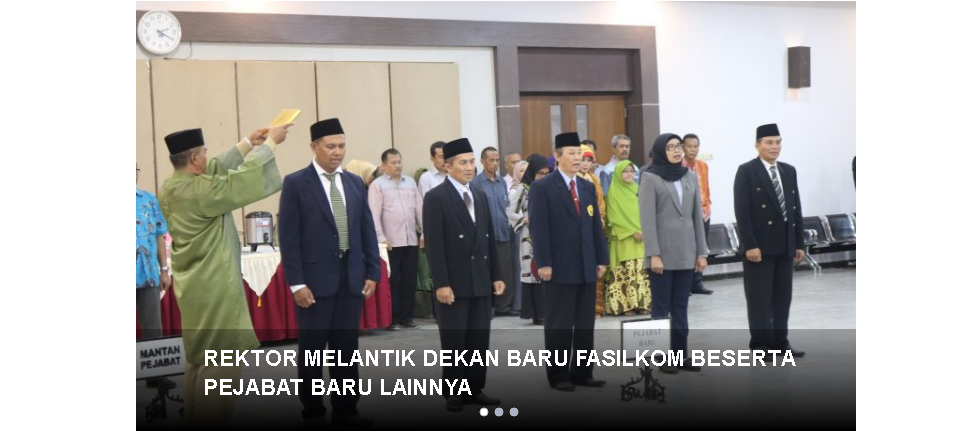 MANTAN
PEJABAT
PEJABAT
BARU
REKTOR MELANTIK DEKAN BARU FASILKOM BESERTA
PEJABAT BARU LAINNYA